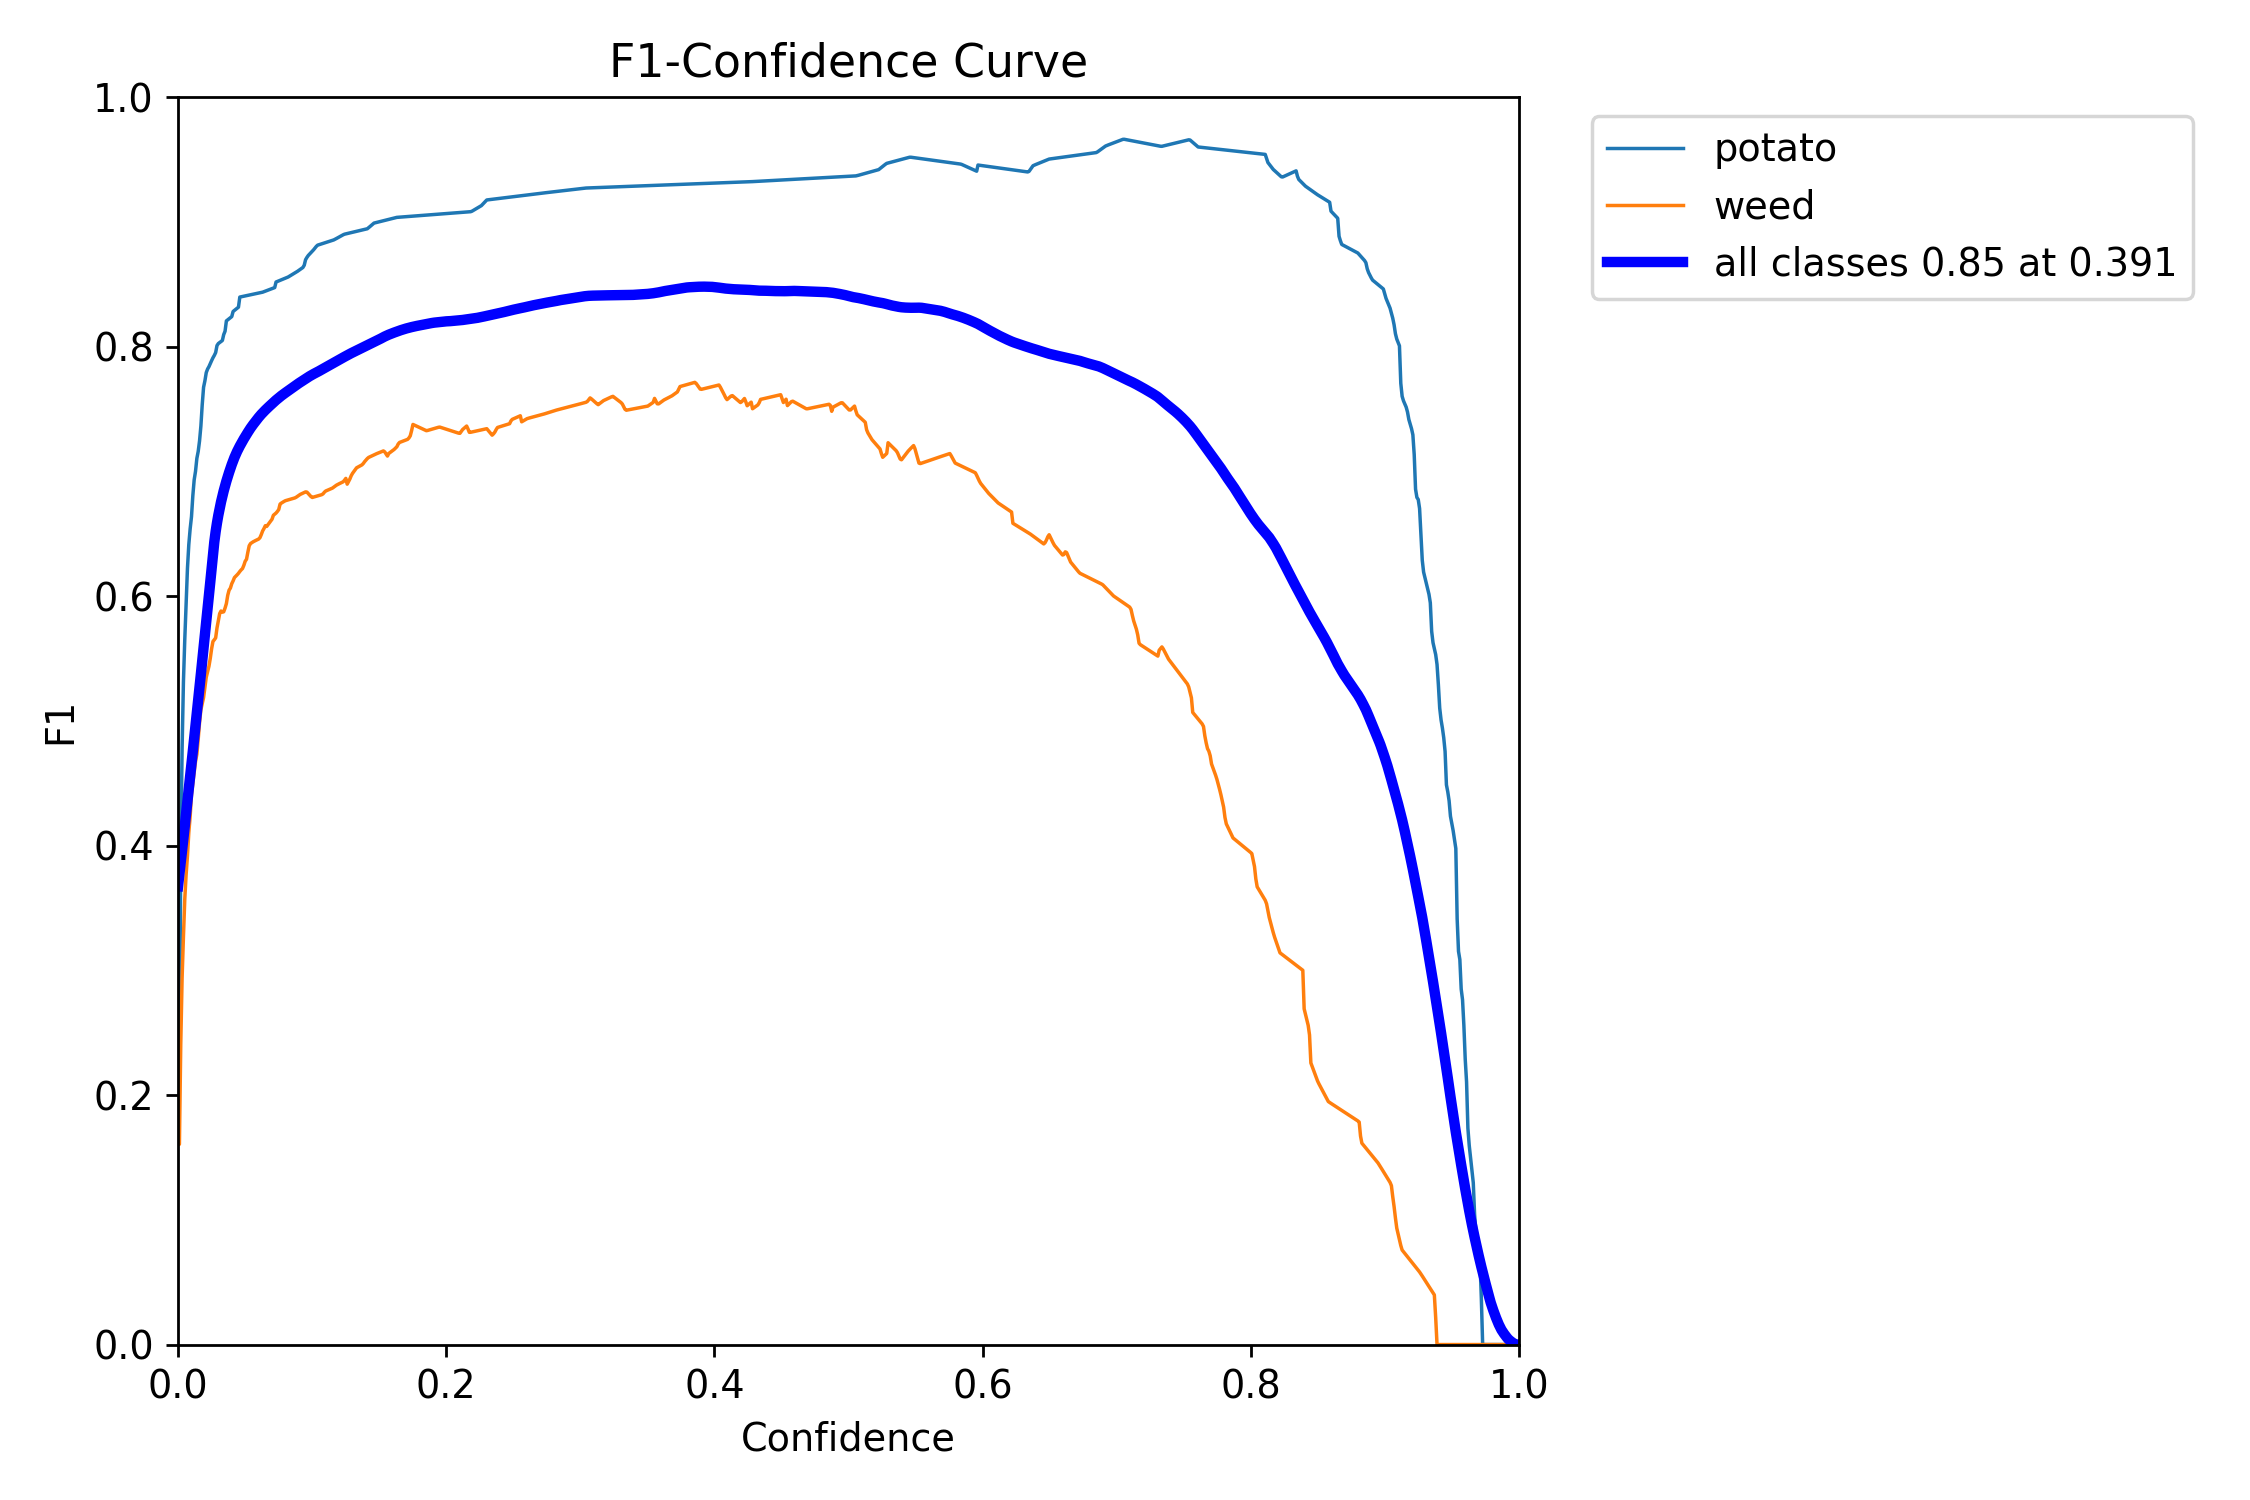 F1-Confidence Curve
1.0
0.8
0.6
0.4
0.2
0.0
F1
0.0 0.2 0.4 0.6 0.8 1.0
Confidence
potato
weed
all classes 0.85 at 0.391